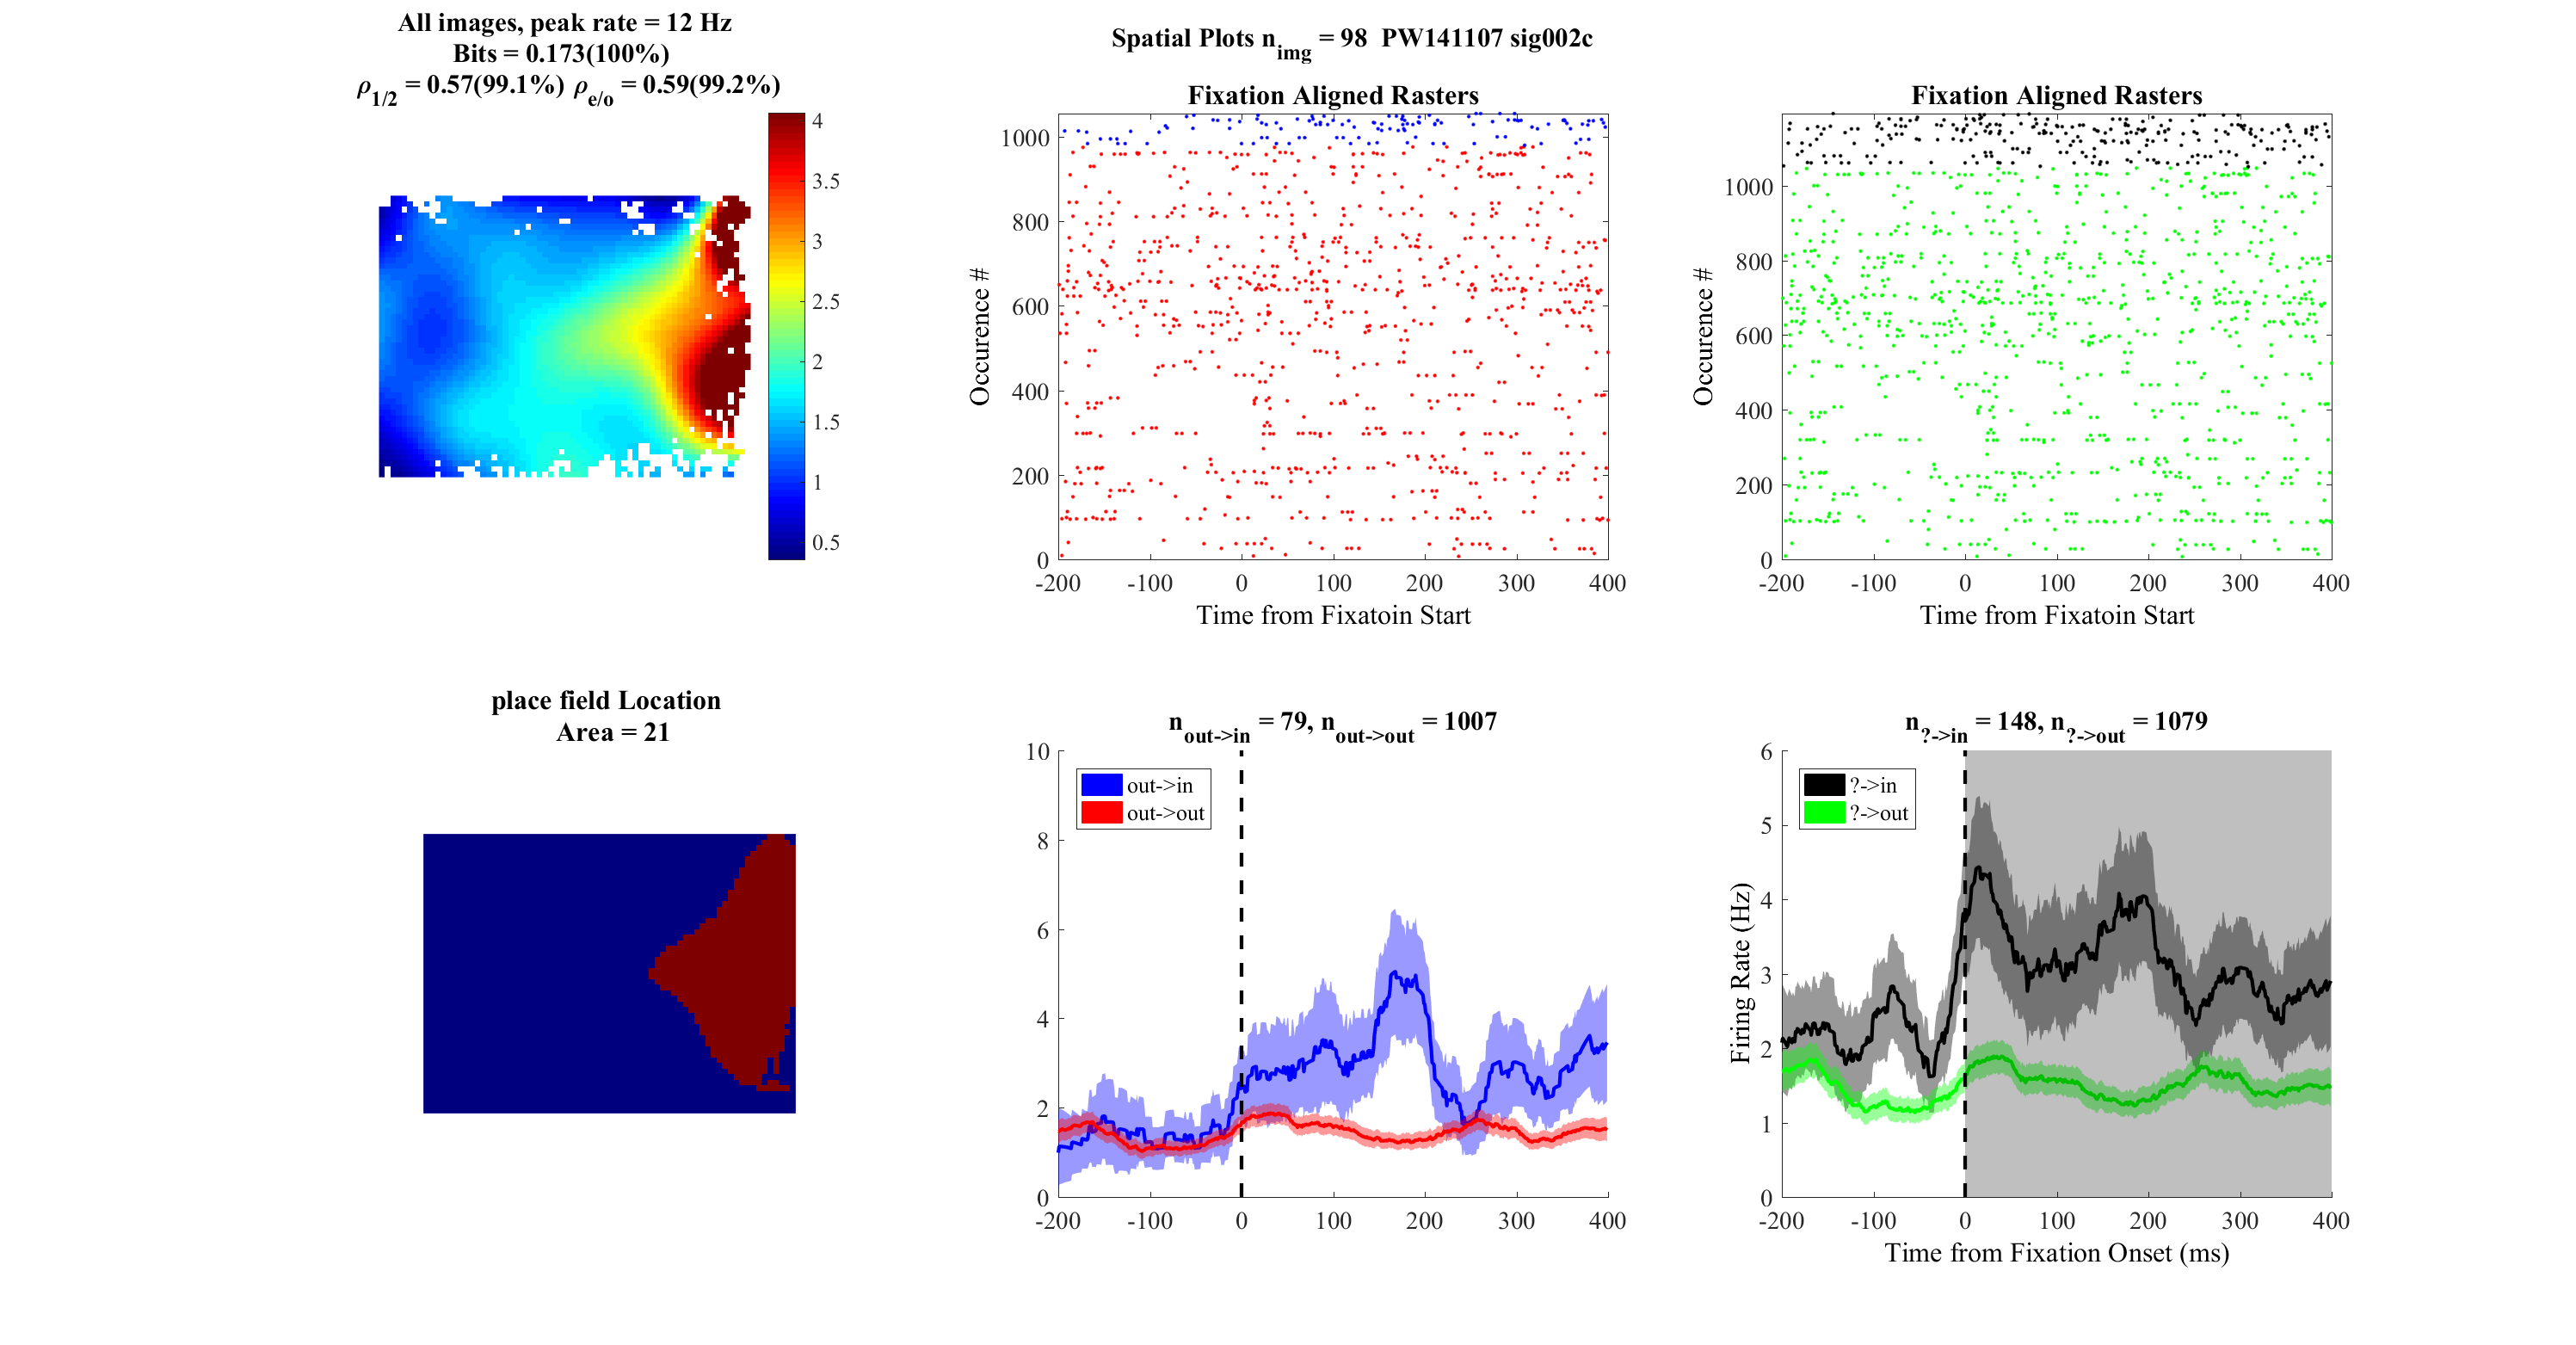 All images, peak rate = 12 Hz
Bits = 0.173(100%)
ρ1/2 = 0.57(99.1%) ρe/o = 0.59(99.2%)
4
3.5
3
2.5
2
1.5
1
0.5
Spatial Plots nimg = 98 PW141107 sig002c
Fixation Aligned Rasters
Occurence #
1000
800
600
400
200
0
-200 -100 0 100 200 300 400
Time from Fixatoin Start
Fixation Aligned Rasters
Occurence #
1000
800
600
400
200
0
-200 -100 0 100 200 300 400
Time from Fixatoin Start
place field Location
Area = 21
nout->in = 79, nout->out = 1007
10
8
6
4
2
0
out->in
out->out
-200 -100 0 100 200 300 400
n?->in = 148, n?->out = 1079
Firing Rate (Hz)
6
5
4
3
2
1
0
?->in
?->out
-200 -100 0 100 200 300 400
Time from Fixation Onset (ms)